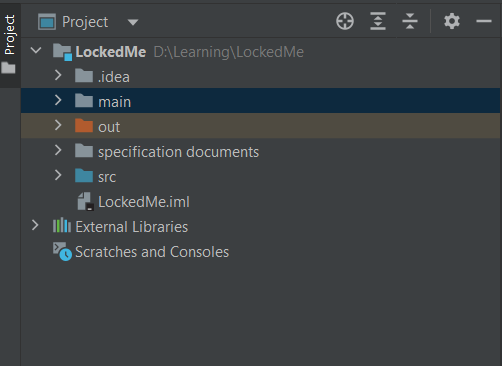 Project
Project
LockedMe D:\Learning\LockedMe
.idea
main
out
specification documents
src
LockedMe.iml
External Libraries
Scratches and Consoles